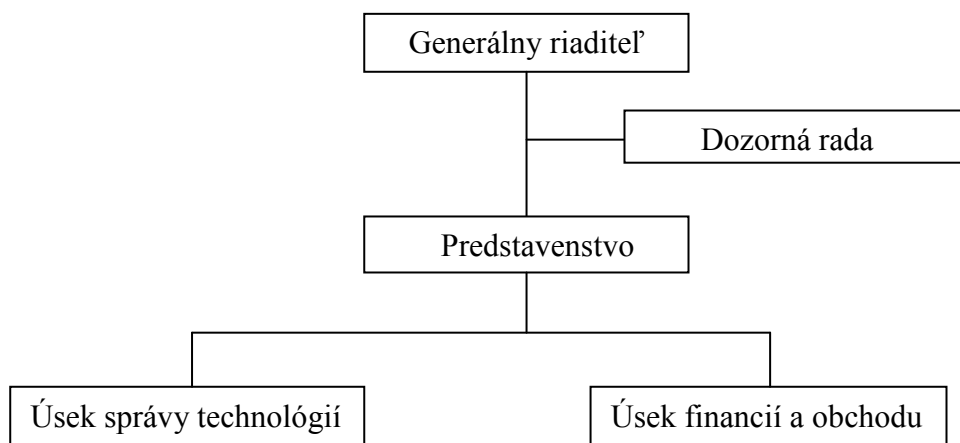 Generálny riaditeľ
Dozorná rada
Predstavenstvo
Úsek správy technológií
Úsek financií a obchodu